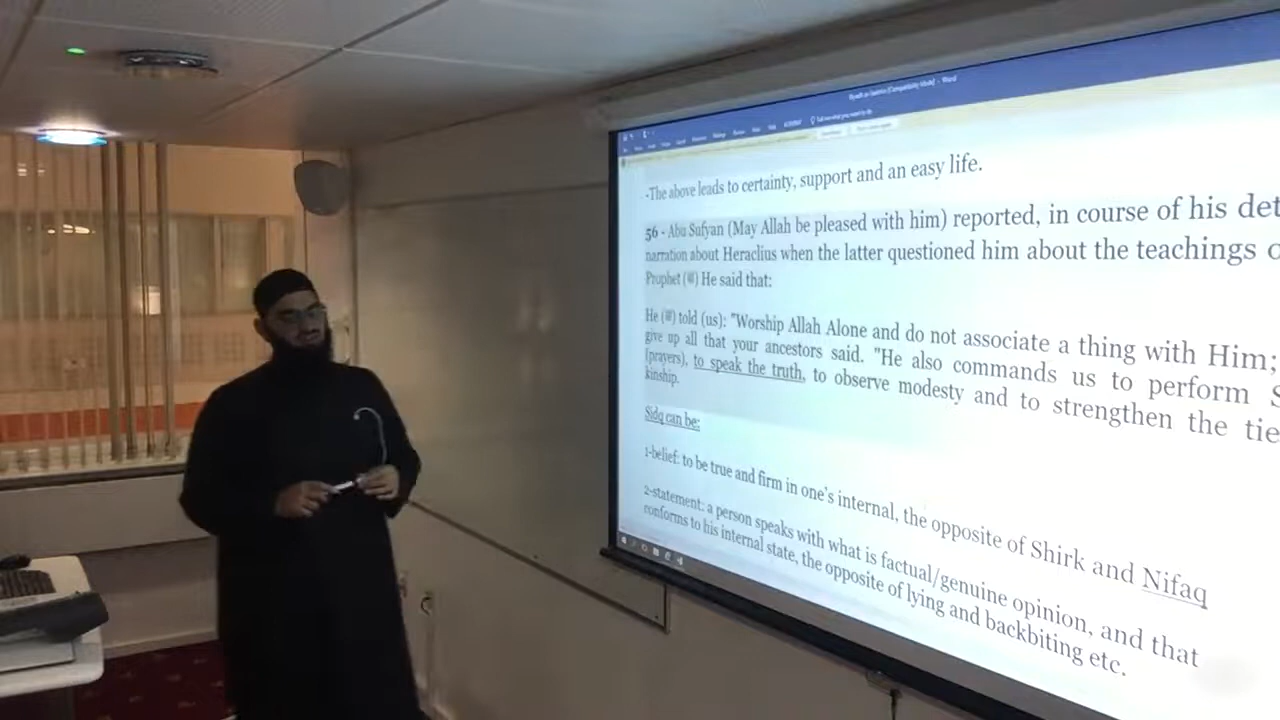 Riyadh as-Saliheen [Compatibility Mode] - Word
-The above leads to certainty, support and an easy life.
56 - Abu Sufyan (May Allah be pleased with him) reported, in course of his det
narration about Heraclius when the latter questioned him about the teachings o
Prophet (ﷺ) He said that:
He (ﷺ) told (us): "Worship Allah Alone and do not associate a thing with Him;
give up all that your ancestors said. "He also commands us to perform S
(prayers), to speak the truth, to observe modesty and to strengthen the tie
kinship.
Sidq can be:
1-belief: to be true and firm in one's internal, the opposite of Shirk and Nifaq
2-statement: a person speaks with what is factual/genuine opinion, and that
conforms to his internal state, the opposite of lying and backbiting etc.